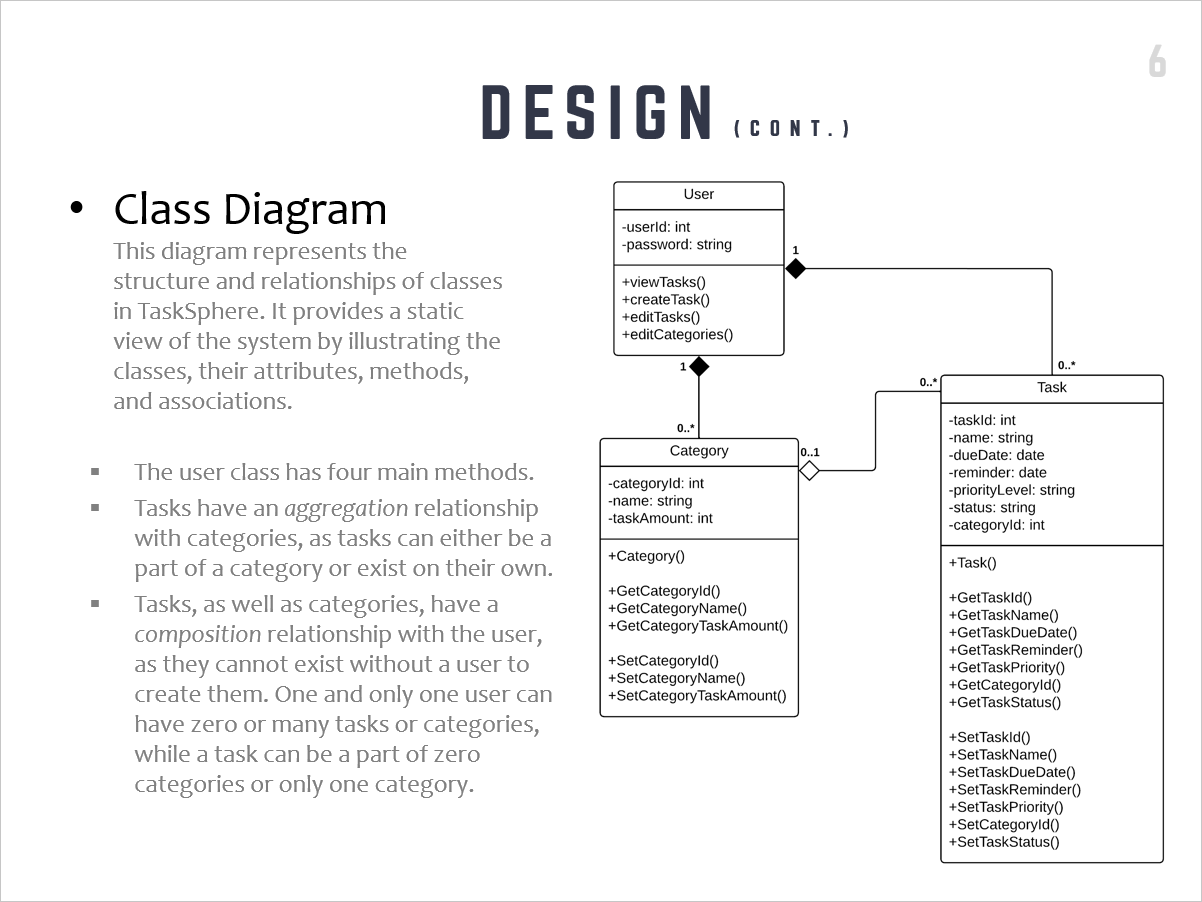 6
DESIGN (CONT.)
• Class Diagram
This diagram represents the
structure and relationships of classes
in TaskSphere. It provides a static
view of the system by illustrating the
classes, their attributes, methods,
and associations.
▪ The user class has four main methods.
▪ Tasks have an aggregation relationship
with categories, as tasks can either be a
part of a category or exist on their own.
▪ Tasks, as well as categories, have a
composition relationship with the user,
as they cannot exist without a user to
create them. One and only one user can
have zero or many tasks or categories,
while a task can be a part of zero
categories or only one category.
User
-userId: int
-password: string
+viewTasks()
+createTask()
+editTasks()
+editCategories()
1
0..*
1
0..*
Category
-categoryId: int
-name: string
-taskAmount: int
+Category()
+GetCategoryId()
+GetCategoryName()
+GetCategoryTaskAmount()
+SetCategoryId()
+SetCategoryName()
+SetCategoryTaskAmount()
0..1
0..*
Task
-taskId: int
-name: string
-dueDate: date
-reminder: date
-priorityLevel: string
-status: string
-categoryId: int
+Task()
+GetTaskId()
+GetTaskName()
+GetTaskDueDate()
+GetTaskReminder()
+GetTaskPriority()
+GetCategoryId()
+GetTaskStatus()
+SetTaskId()
+SetTaskName()
+SetTaskDueDate()
+SetTaskReminder()
+SetTaskPriority()
+SetCategoryId()
+SetTaskStatus()